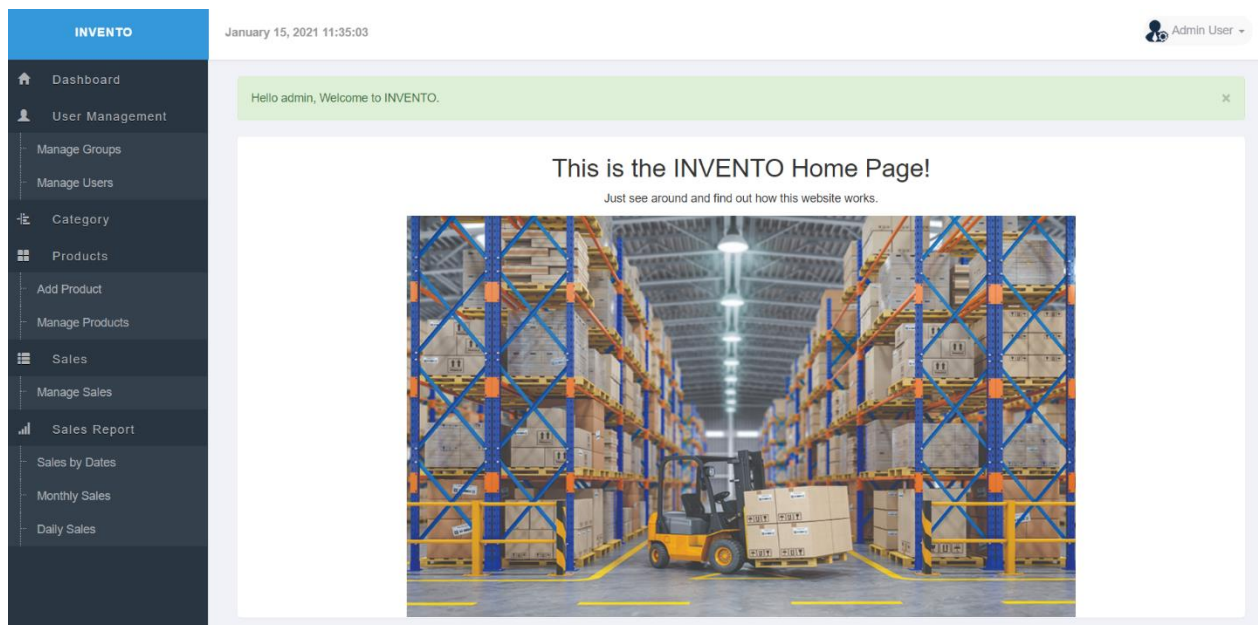 INVENTO
January 15, 2021 11:35:03
Admin User
Dashboard
User Management
Manage Groups
Manage Users
Category
Products
Add Product
Manage Products
Sales
Manage Sales
Sales Report
Sales by Dates
Monthly Sales
Daily Sales
Hello admin, Welcome to INVENTO.
×
This is the INVENTO Home Page!
Just see around and find out how this website works.